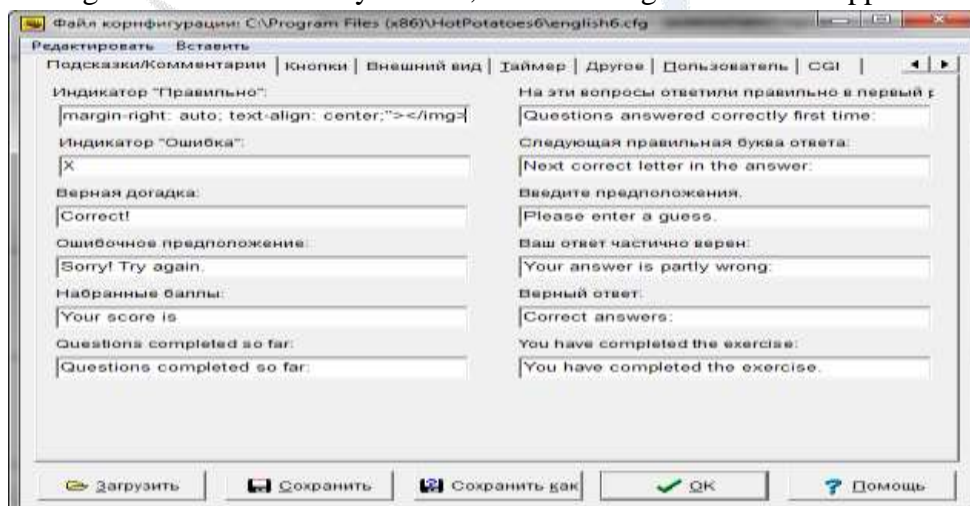 Файл корнфигурации: C:\Program Files (x86)\HotPotatoes6\english6.cfg
Редактировать Вставить
Подсказки/Комментарии Кнопки Внешний вид Таймер Другое Пользователь CGI
Индикатор "Правильно":
margin-right: auto; text-align: center;"></img>
Индикатор "Ошибка":
X
Верная догадка:
Correct!
Ошибочное предположение:
Sorry! Try again.
Набранные баллы:
Your score is
Questions completed so far:
Questions completed so far:
На эти вопросы ответили правильно в первый р
Questions answered correctly first time:
Следующая правильная буква ответа:
Next correct letter in the answer:
Введите предположения.
Please enter a guess.
Ваш ответ частично верен:
Your answer is partly wrong:
Верный ответ:
Correct answers:
You have completed the exercise:
You have completed the exercise.
Загрузить Сохранить Сохранить как OK Помощь